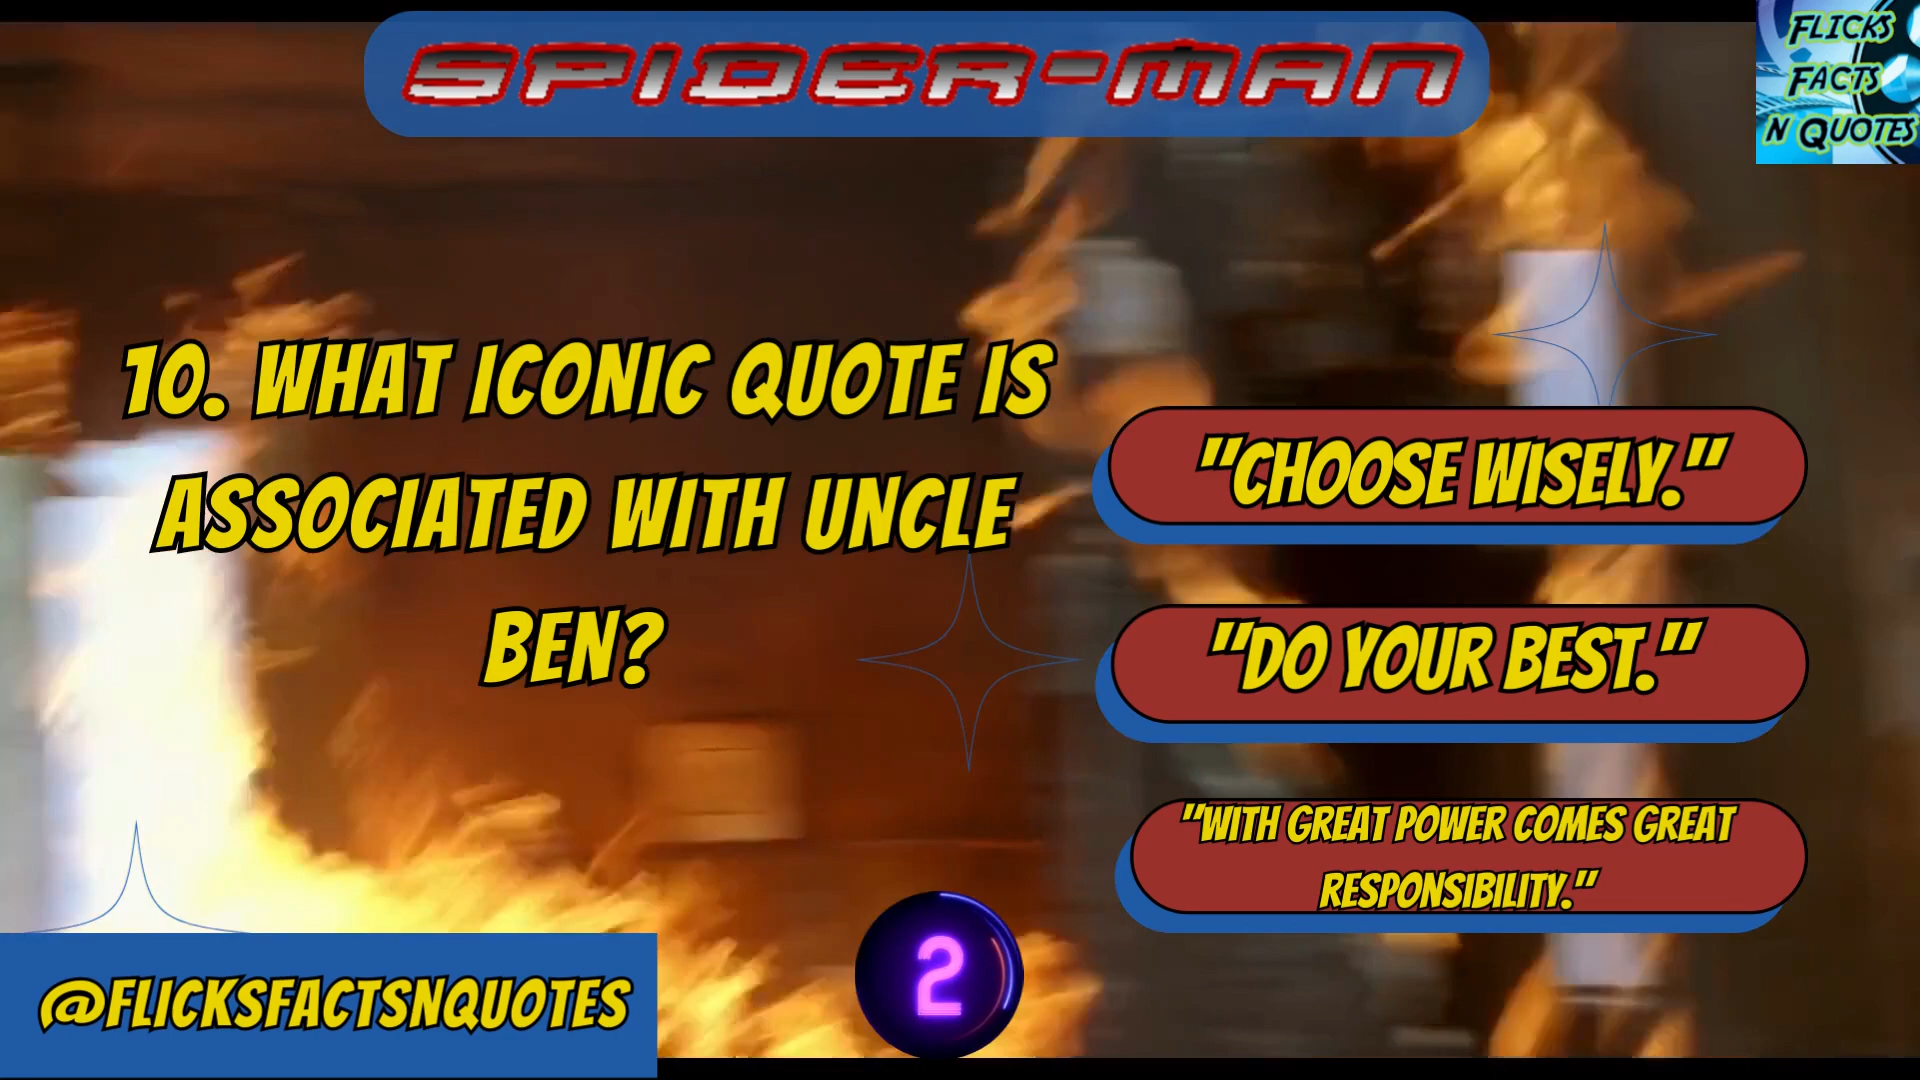 SPIDER-MAN
FLICKS
FACTS
N QUOTES
10. WHAT ICONIC QUOTE IS
ASSOCIATED WITH UNCLE
BEN?
"CHOOSE WISELY."
"DO YOUR BEST."
"WITH GREAT POWER COMES GREAT
RESPONSIBILITY."
2
@FLICKSFACTSNQUOTES